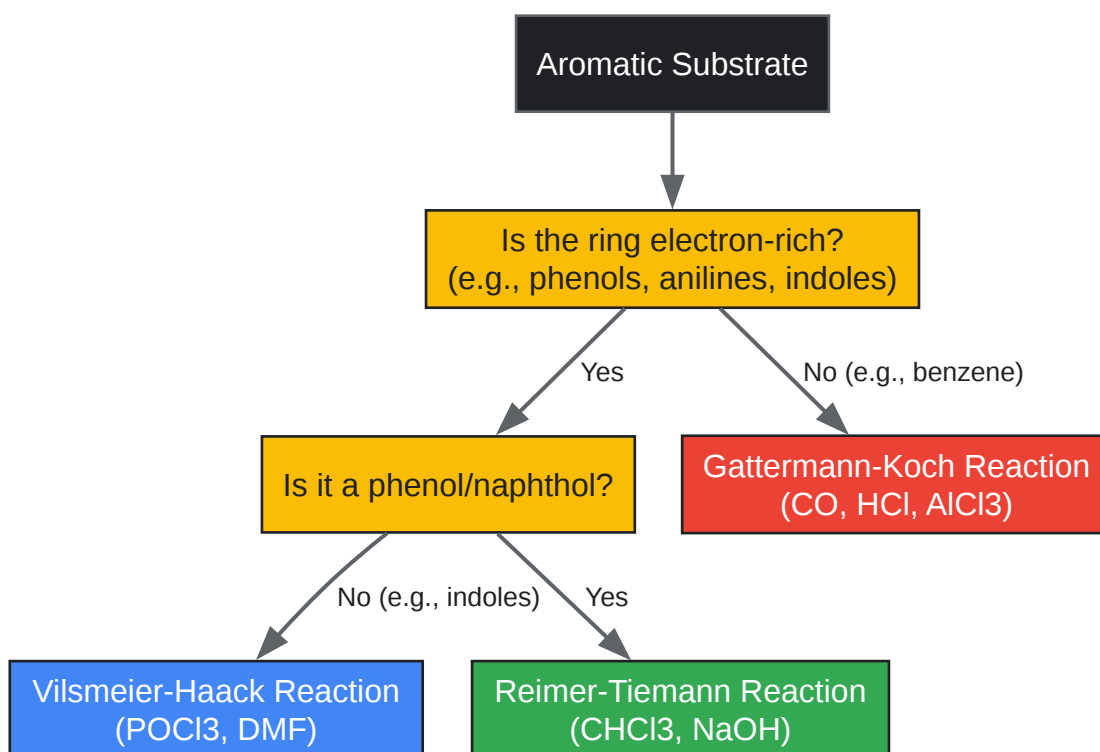 Aromatic Substrate
Is the ring electron-rich?
(e.g., phenols, anilines, indoles)
Yes
No (e.g., benzene)
Is it a phenol/naphthol?
Gattermann-Koch Reaction
(CO, HCl, AlCl3)
No (e.g., indoles)
Yes
Vilsmeier-Haack Reaction
(POCl3, DMF)
Reimer-Tiemann Reaction
(CHCl3, NaOH)